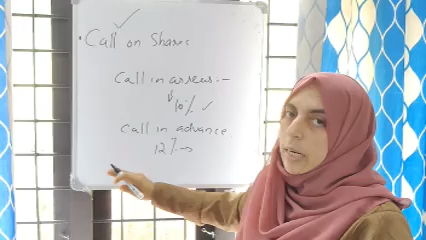 Call on Shares
Call in arrears:-
↓
10% ✓
Call in advance
12% →